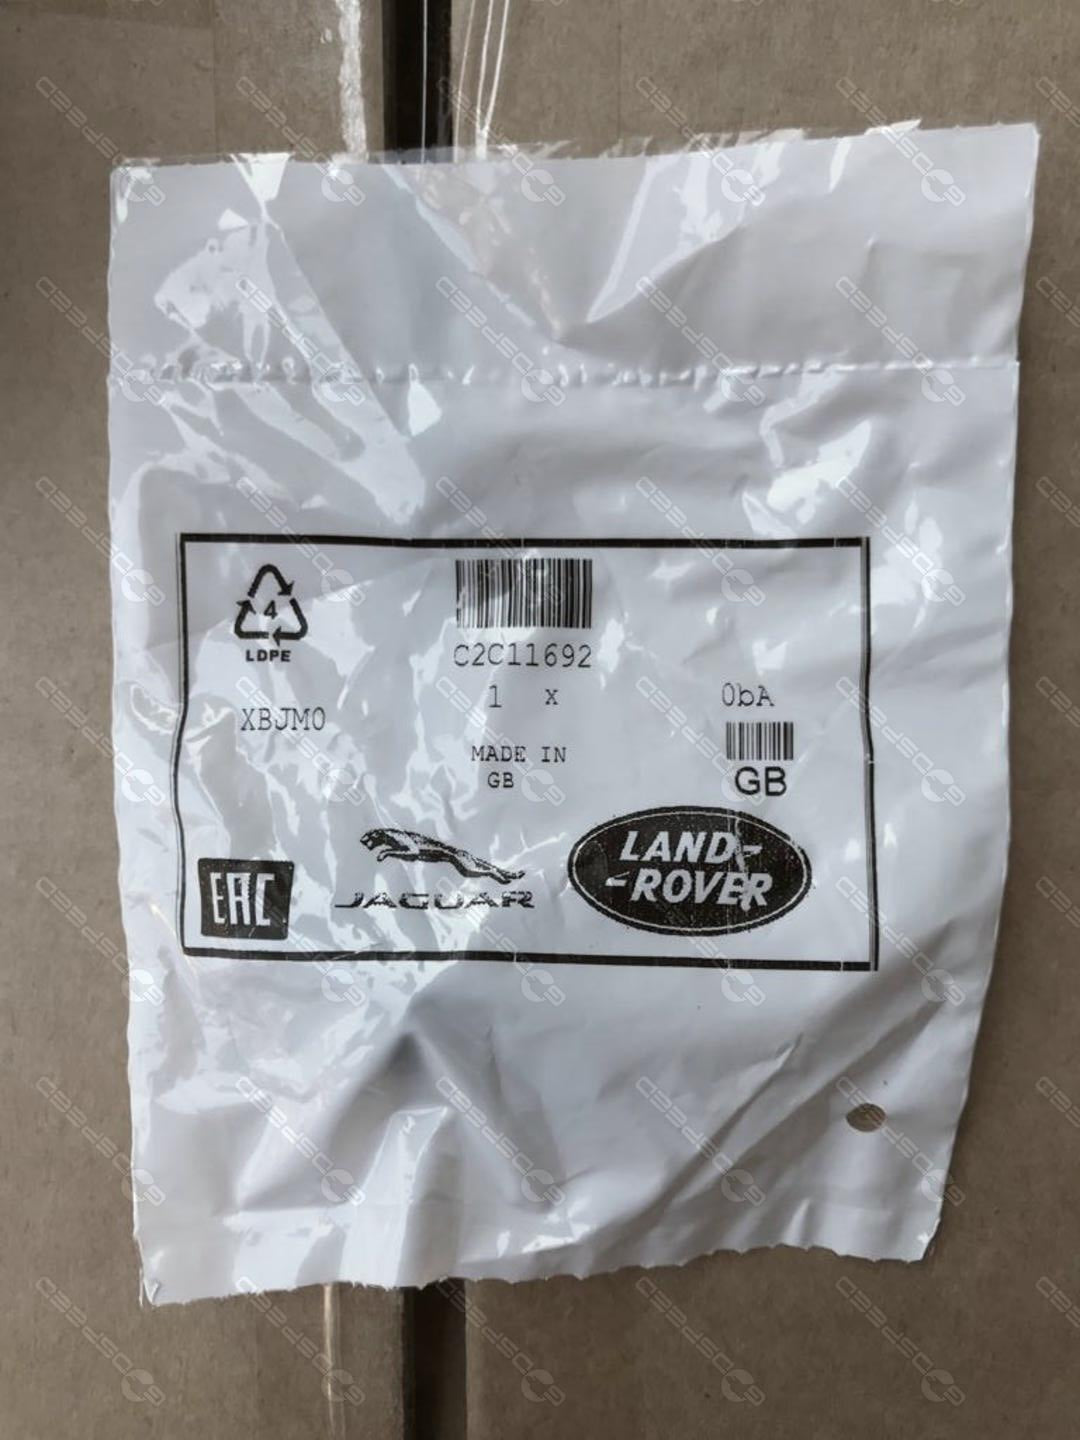 4
LDPE
C2C11692
1 x
0bA
XBJM0
MADE IN
GB
GB
EAC
JAGUAR
LAND-
-ROVER